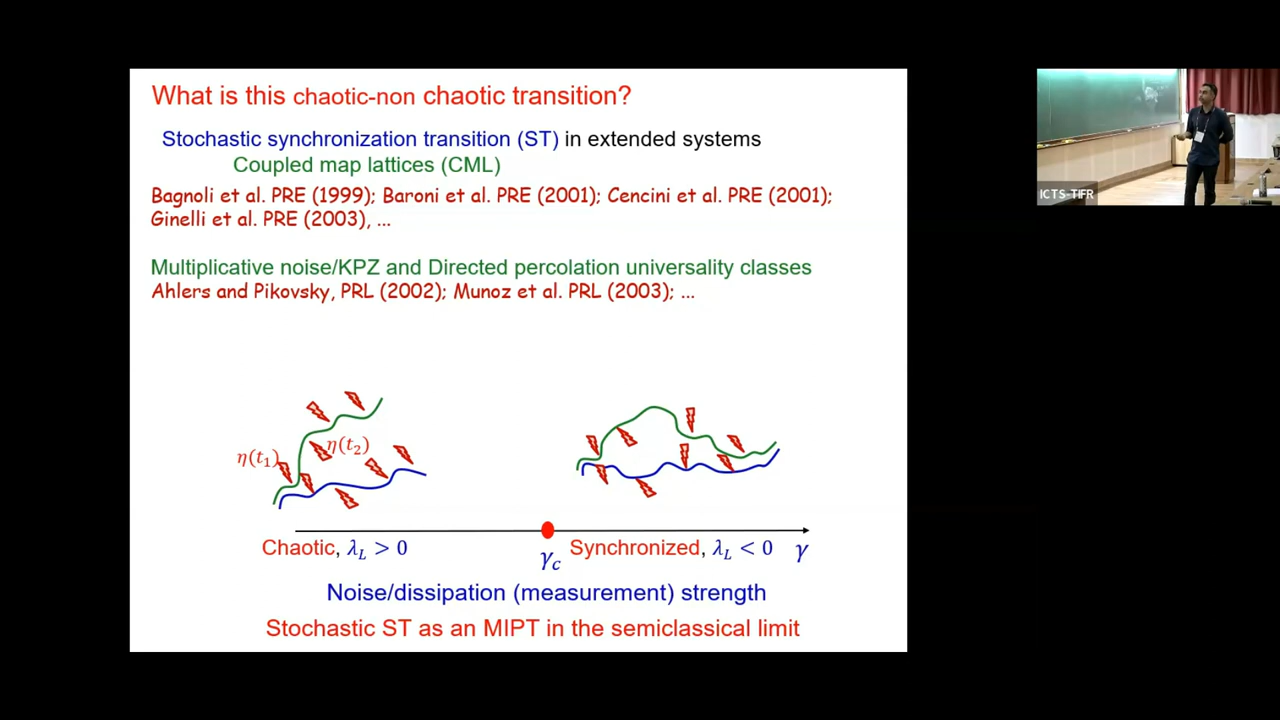 What is this chaotic-non chaotic transition?
Stochastic synchronization transition (ST) in extended systems
Coupled map lattices (CML)
Bagnoli et al. PRE (1999); Baroni et al. PRE (2001); Cencini et al. PRE (2001);
Ginelli et al. PRE (2003), ...
Multiplicative noise/KPZ and Directed percolation universality classes
Ahlers and Pikovsky, PRL (2002); Munoz et al. PRL (2003); ...
η(t₁)
η(t₂)
Chaotic, λ_L > 0
γ_c
Synchronized, λ_L < 0
γ
Noise/dissipation (measurement) strength
Stochastic ST as an MIPT in the semiclassical limit
ICTS-TIFR